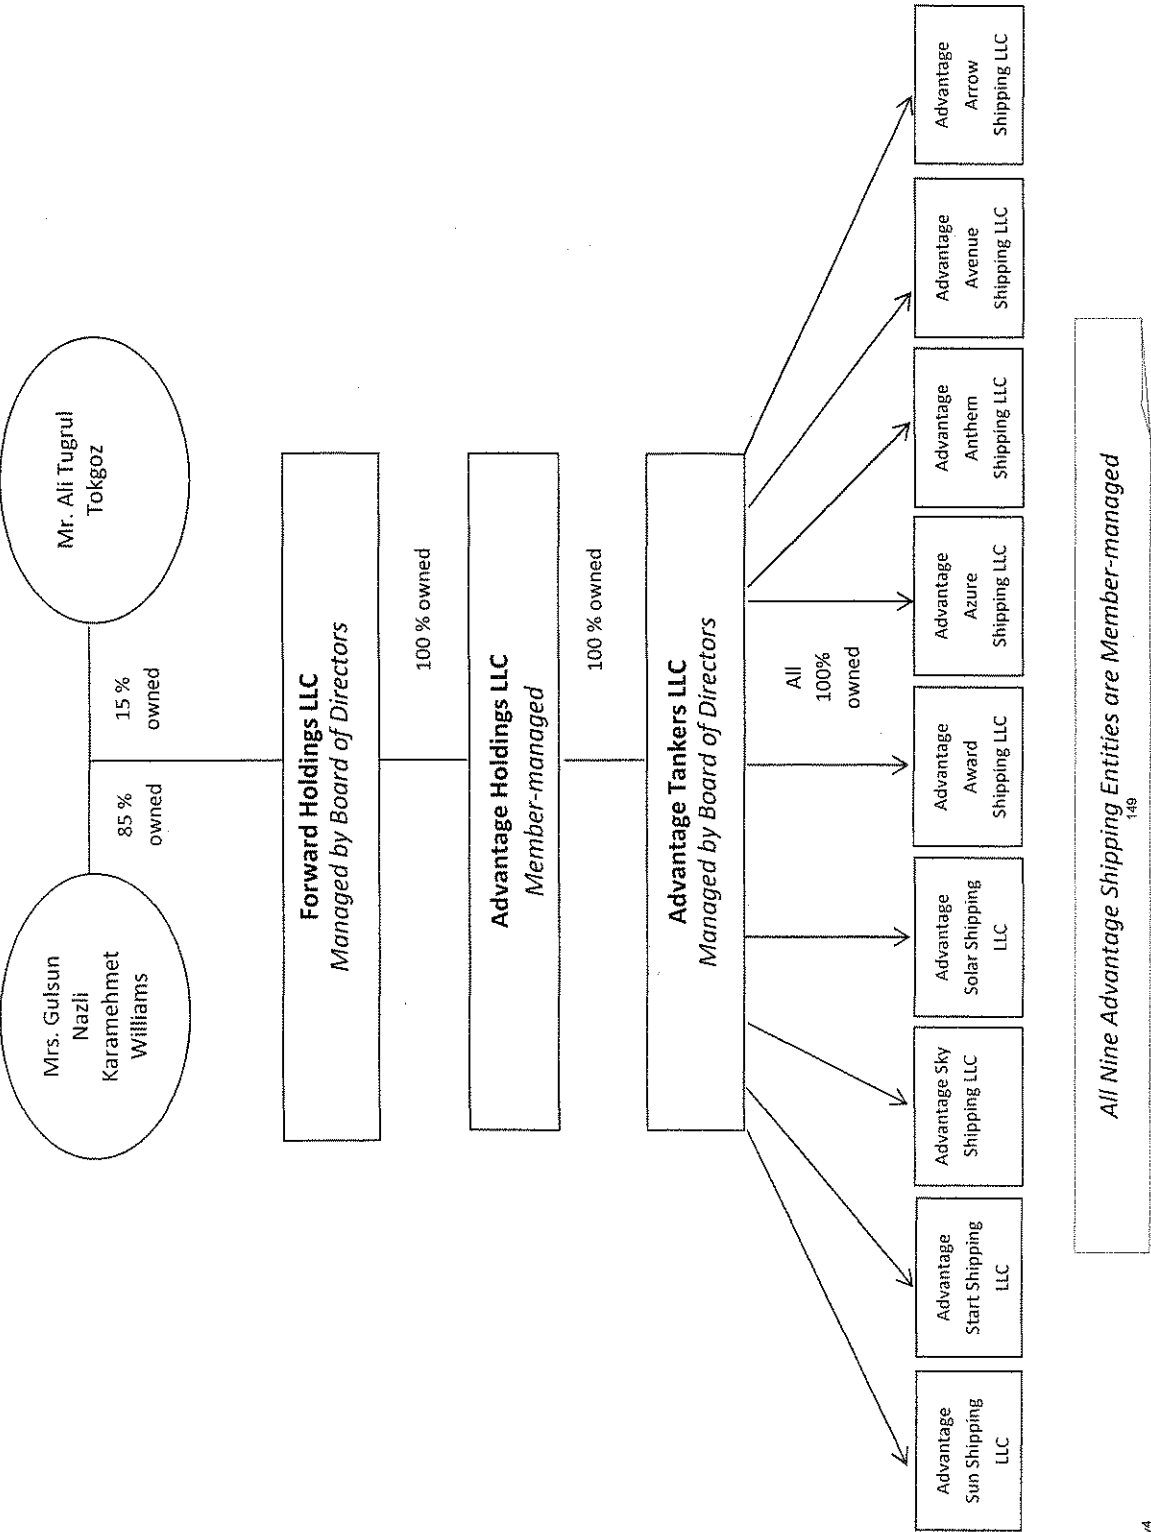 Mrs. Gulsun
Nazli
Karamehmet
Williams
85 %
owned
15 %
owned
Mr. Ali Tugrul
Tokgoz
Forward Holdings LLC
Managed by Board of Directors
100 % owned
Advantage Holdings LLC
Member-managed
100 % owned
Advantage Tankers LLC
Managed by Board of Directors
All
100%
owned
Advantage
Sun Shipping
LLC
Advantage
Start Shipping
LLC
Advantage Sky
Shipping LLC
Advantage
Solar Shipping
LLC
Advantage
Award
Shipping LLC
Advantage
Azure
Shipping LLC
Advantage
Anthem
Shipping LLC
Advantage
Avenue
Shipping LLC
Advantage
Arrow
Shipping LLC
All Nine Advantage Shipping Entities are Member-managed
149